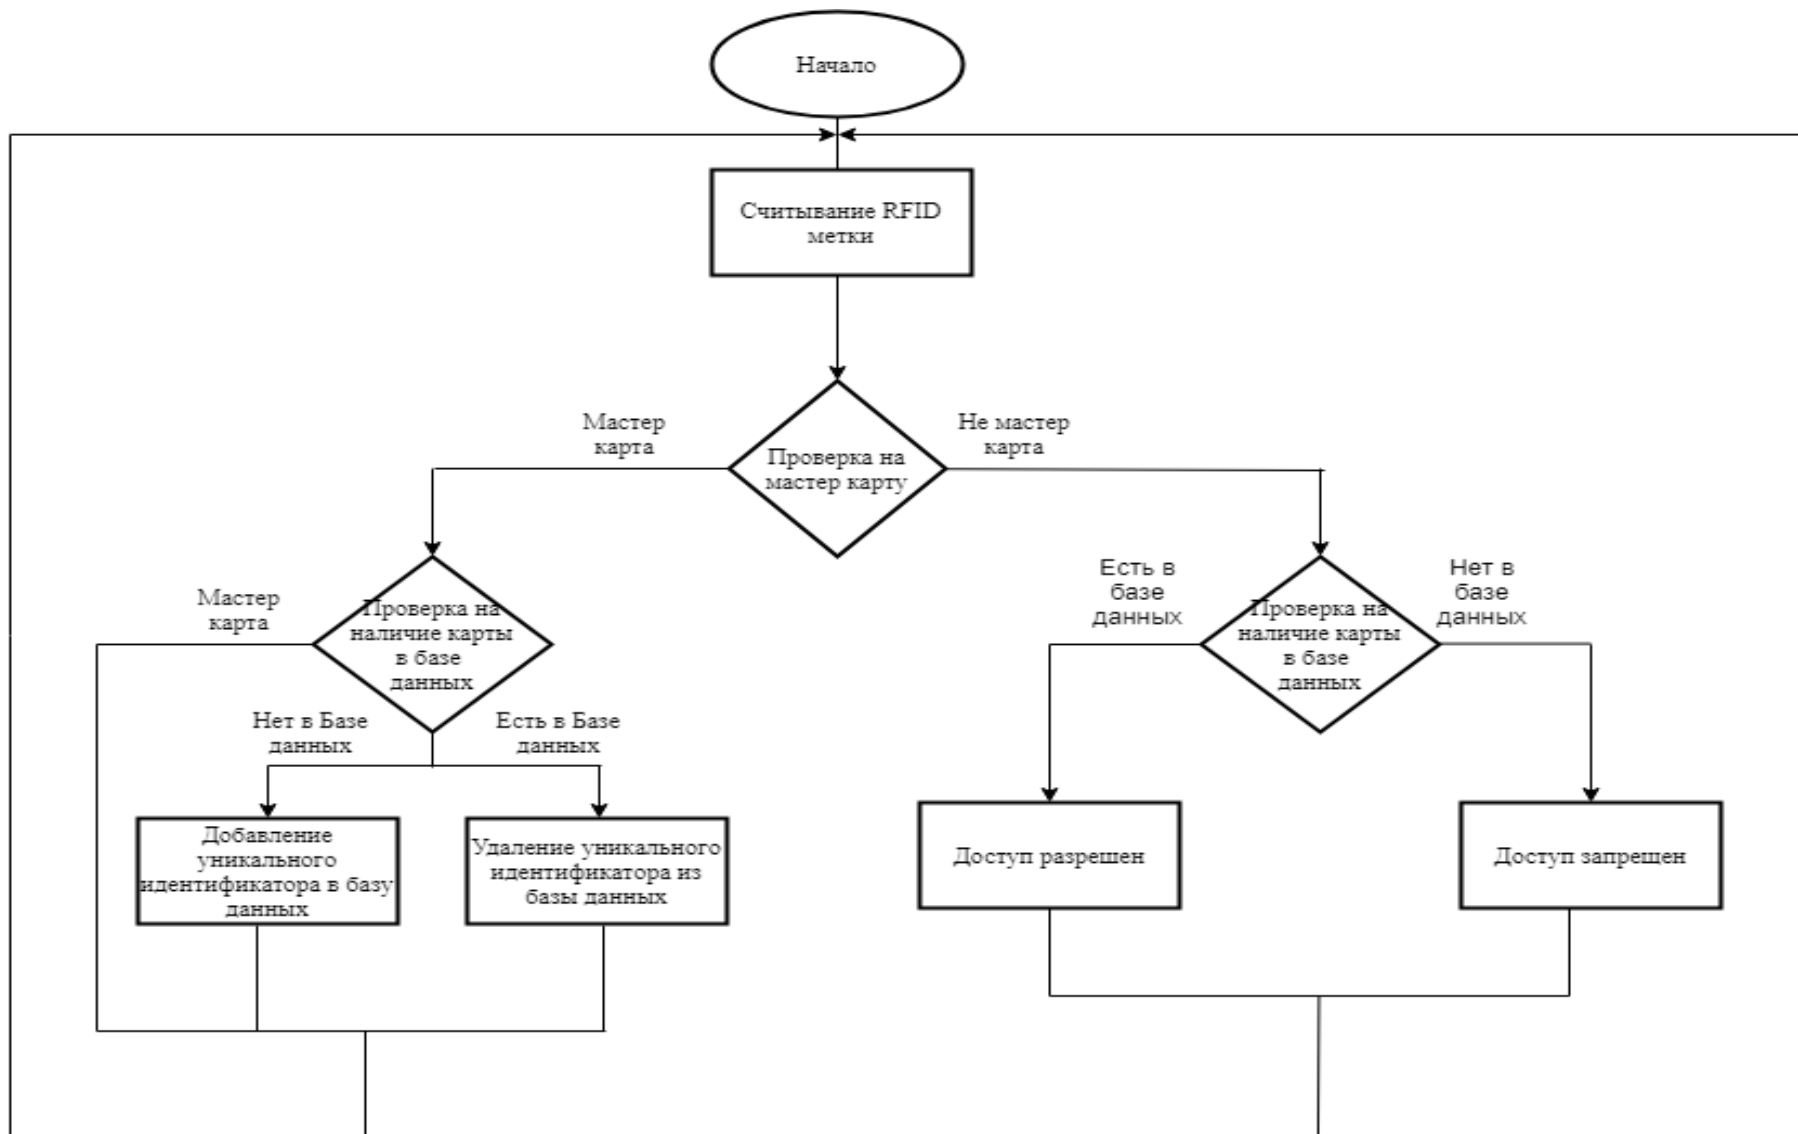 Начало
Считывание RFID
метки
Мастер
карта
Не мастер
карта
Проверка на
мастер карту
Мастер
карта
Проверка на
наличие карты
в базе
данных
Есть в
базе
данных
Нет в
базе
данных
Проверка на
наличие карты
в базе
данных
Нет в Базе
данных
Есть в Базе
данных
Добавление
уникального
идентификатора в базу
данных
Удаление уникального
идентификатора из
базы данных
Доступ разрешен
Доступ запрещен